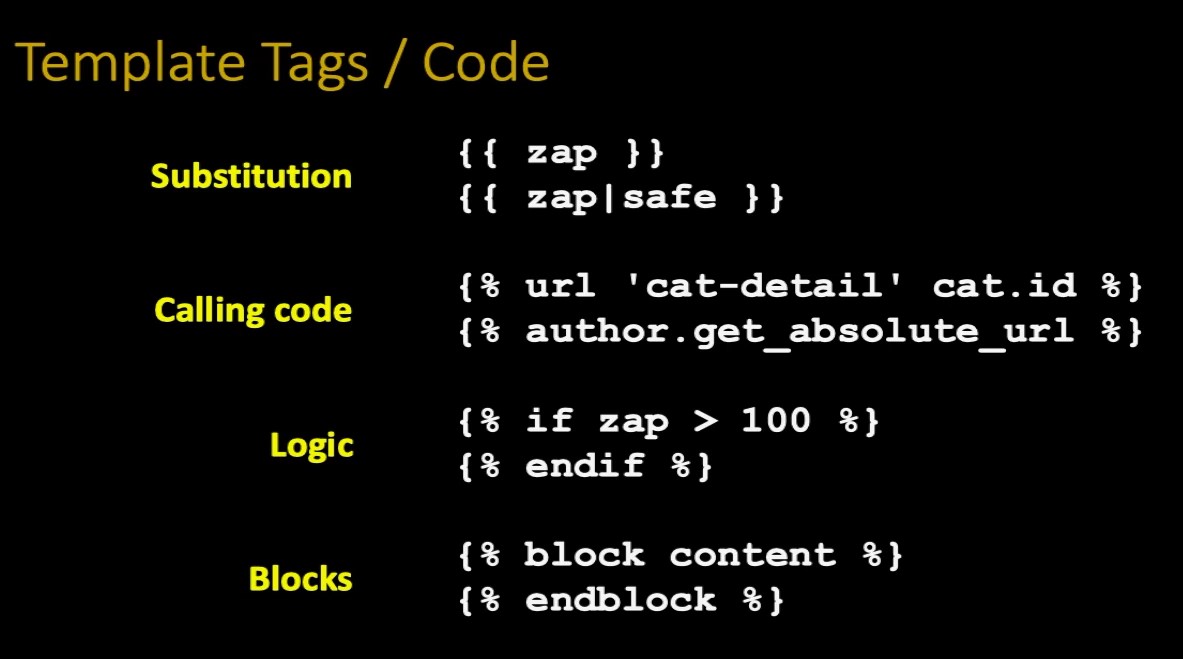 Template Tags / Code
Substitution
{{ zap }}
{{ zap|safe }}
Calling code
{% url 'cat-detail' cat.id %}
{% author.get_absolute_url %}
Logic
{% if zap > 100 %}
{% endif %}
Blocks
{% block content %}
{% endblock %}